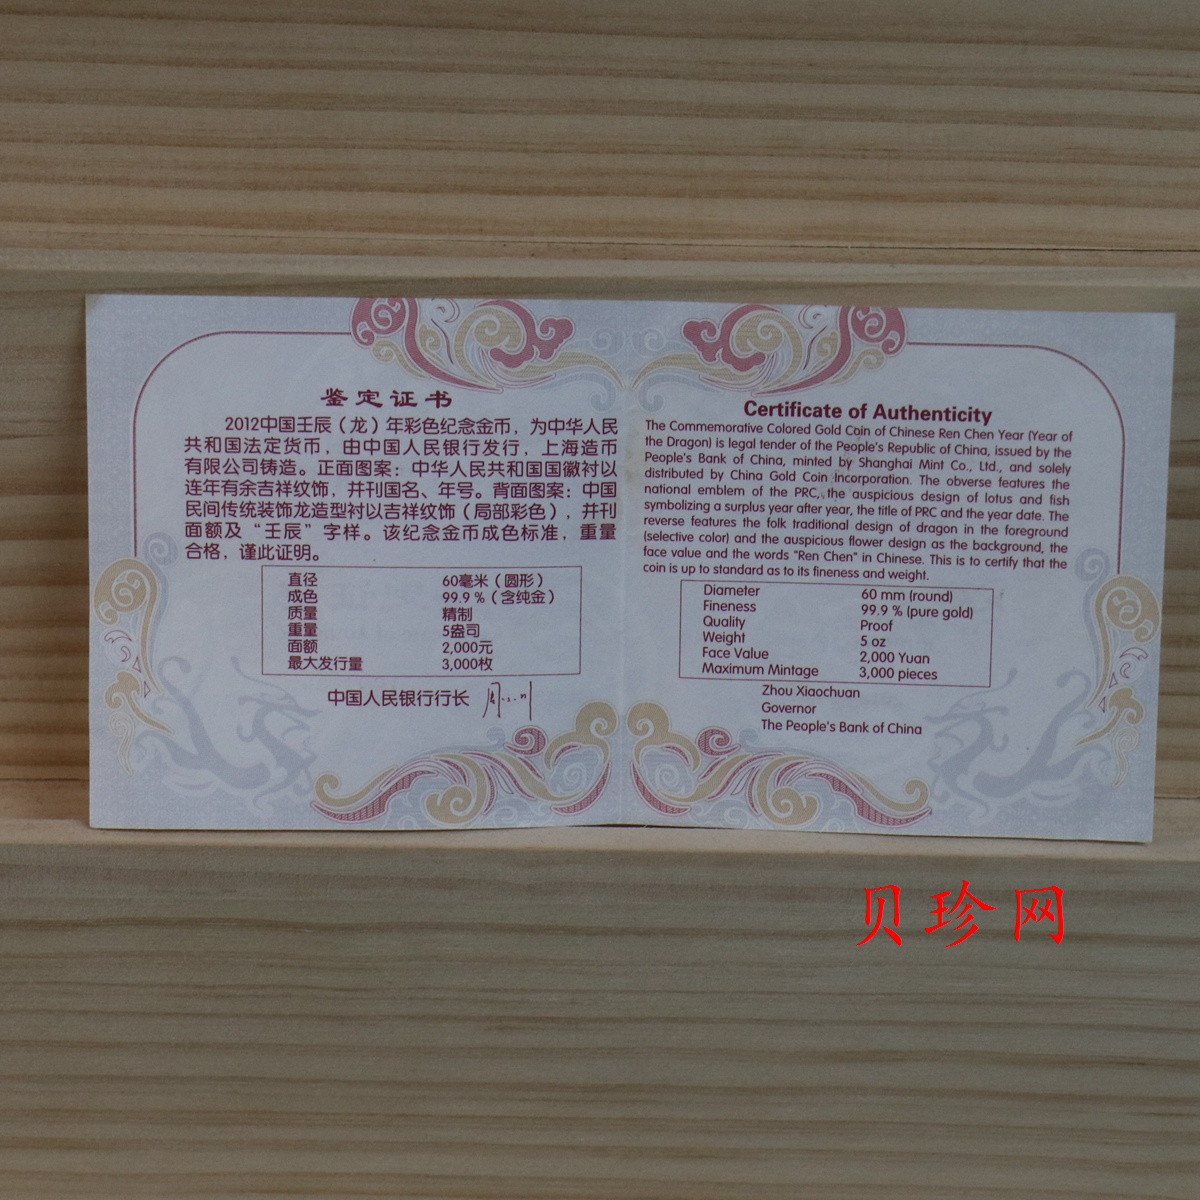 鉴定证书
2012中国壬辰（龙）年彩色纪念金币，为中华人民
共和国法定货币，由中国人民银行发行，上海造币
有限公司铸造。正面图案：中华人民共和国国徽衬以
连年有余吉祥纹饰，并刊国名、年号。背面图案：中国
民间传统装饰龙造型衬以吉祥纹饰（局部彩色），并刊
面额及“壬辰”字样。该纪念金币成色标准，重量
合格，谨此证明。
直径 60毫米（圆形）
成色 99.9％（含纯金）
质量 精制
重量 5盎司
面额 2,000元
最大发行量 3,000枚
中国人民银行行长
Certificate of Authenticity
The Commemorative Colored Gold Coin of Chinese Ren Chen Year (Year of
the Dragon) is legal tender of the People's Republic of China, issued by the
People's Bank of China, minted by Shanghai Mint Co., Ltd., and solely
distributed by China Gold Coin Incorporation. The obverse features the
national emblem of the PRC, the auspicious design of lotus and fish
symbolizing a surplus year after year, the title of PRC and the year date. The
reverse features the folk traditional design of dragon in the foreground
(selective color) and the auspicious flower design as the background, the
face value and the words "Ren Chen" in Chinese. This is to certify that the
coin is up to standard as to its fineness and weight.
Diameter 60 mm (round)
Fineness 99.9 % (pure gold)
Quality Proof
Weight 5 oz
Face Value 2,000 Yuan
Maximum Mintage 3,000 pieces
Zhou Xiaochuan
Governor
The People's Bank of China
贝珍网